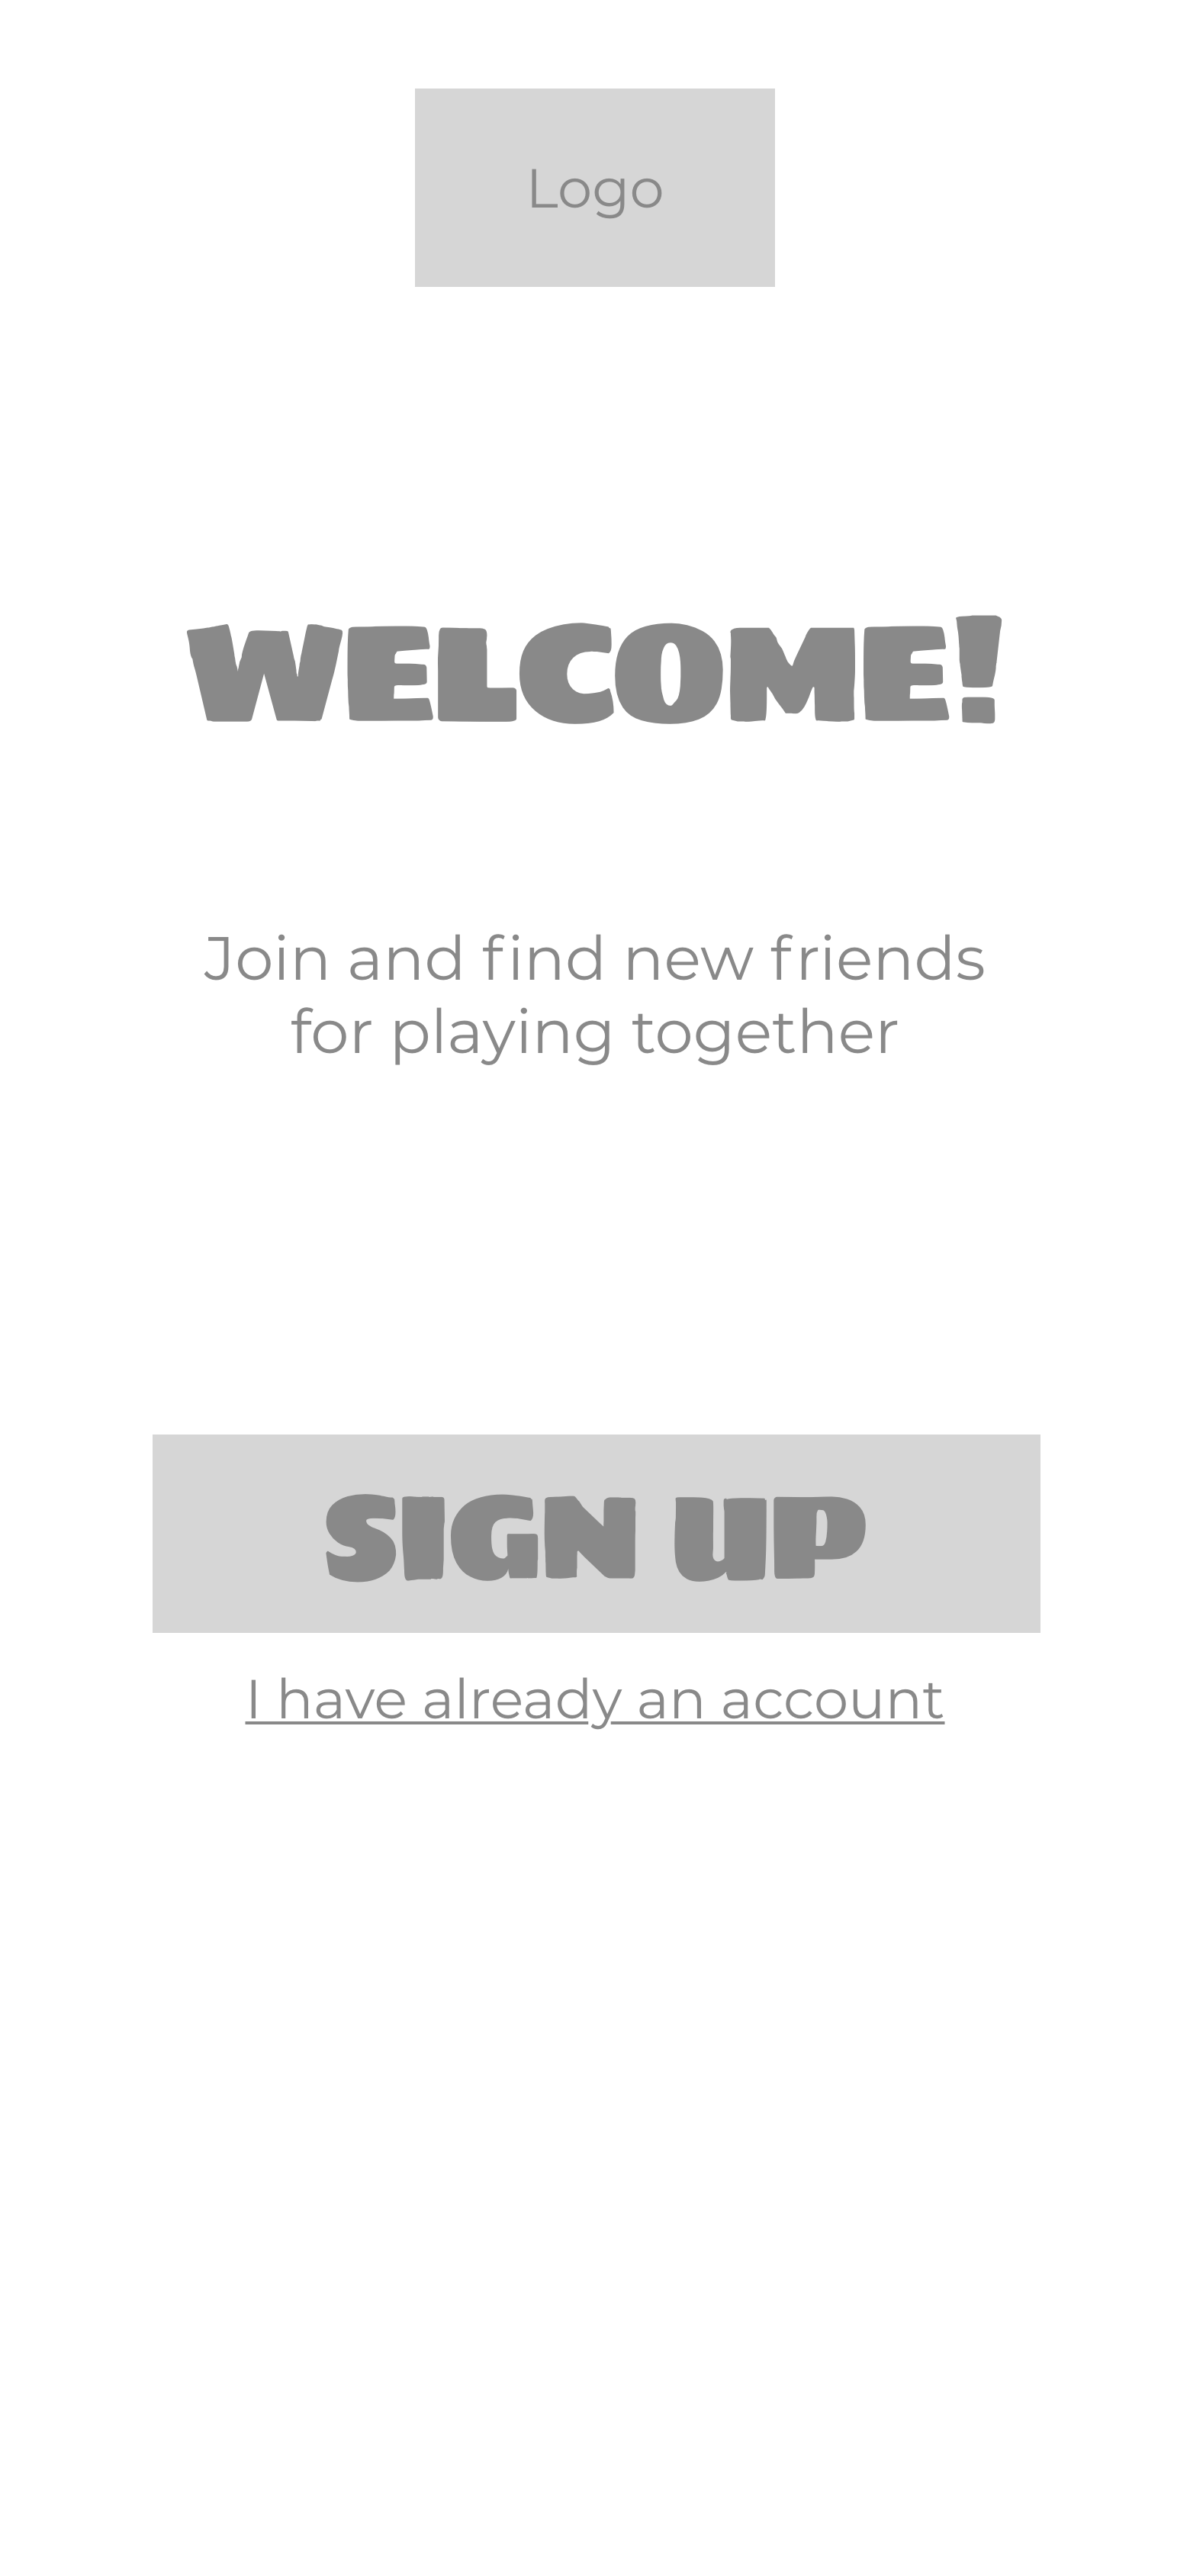 Logo
WELCOME!
Join and find new friends
for playing together
SIGN UP
I have already an account